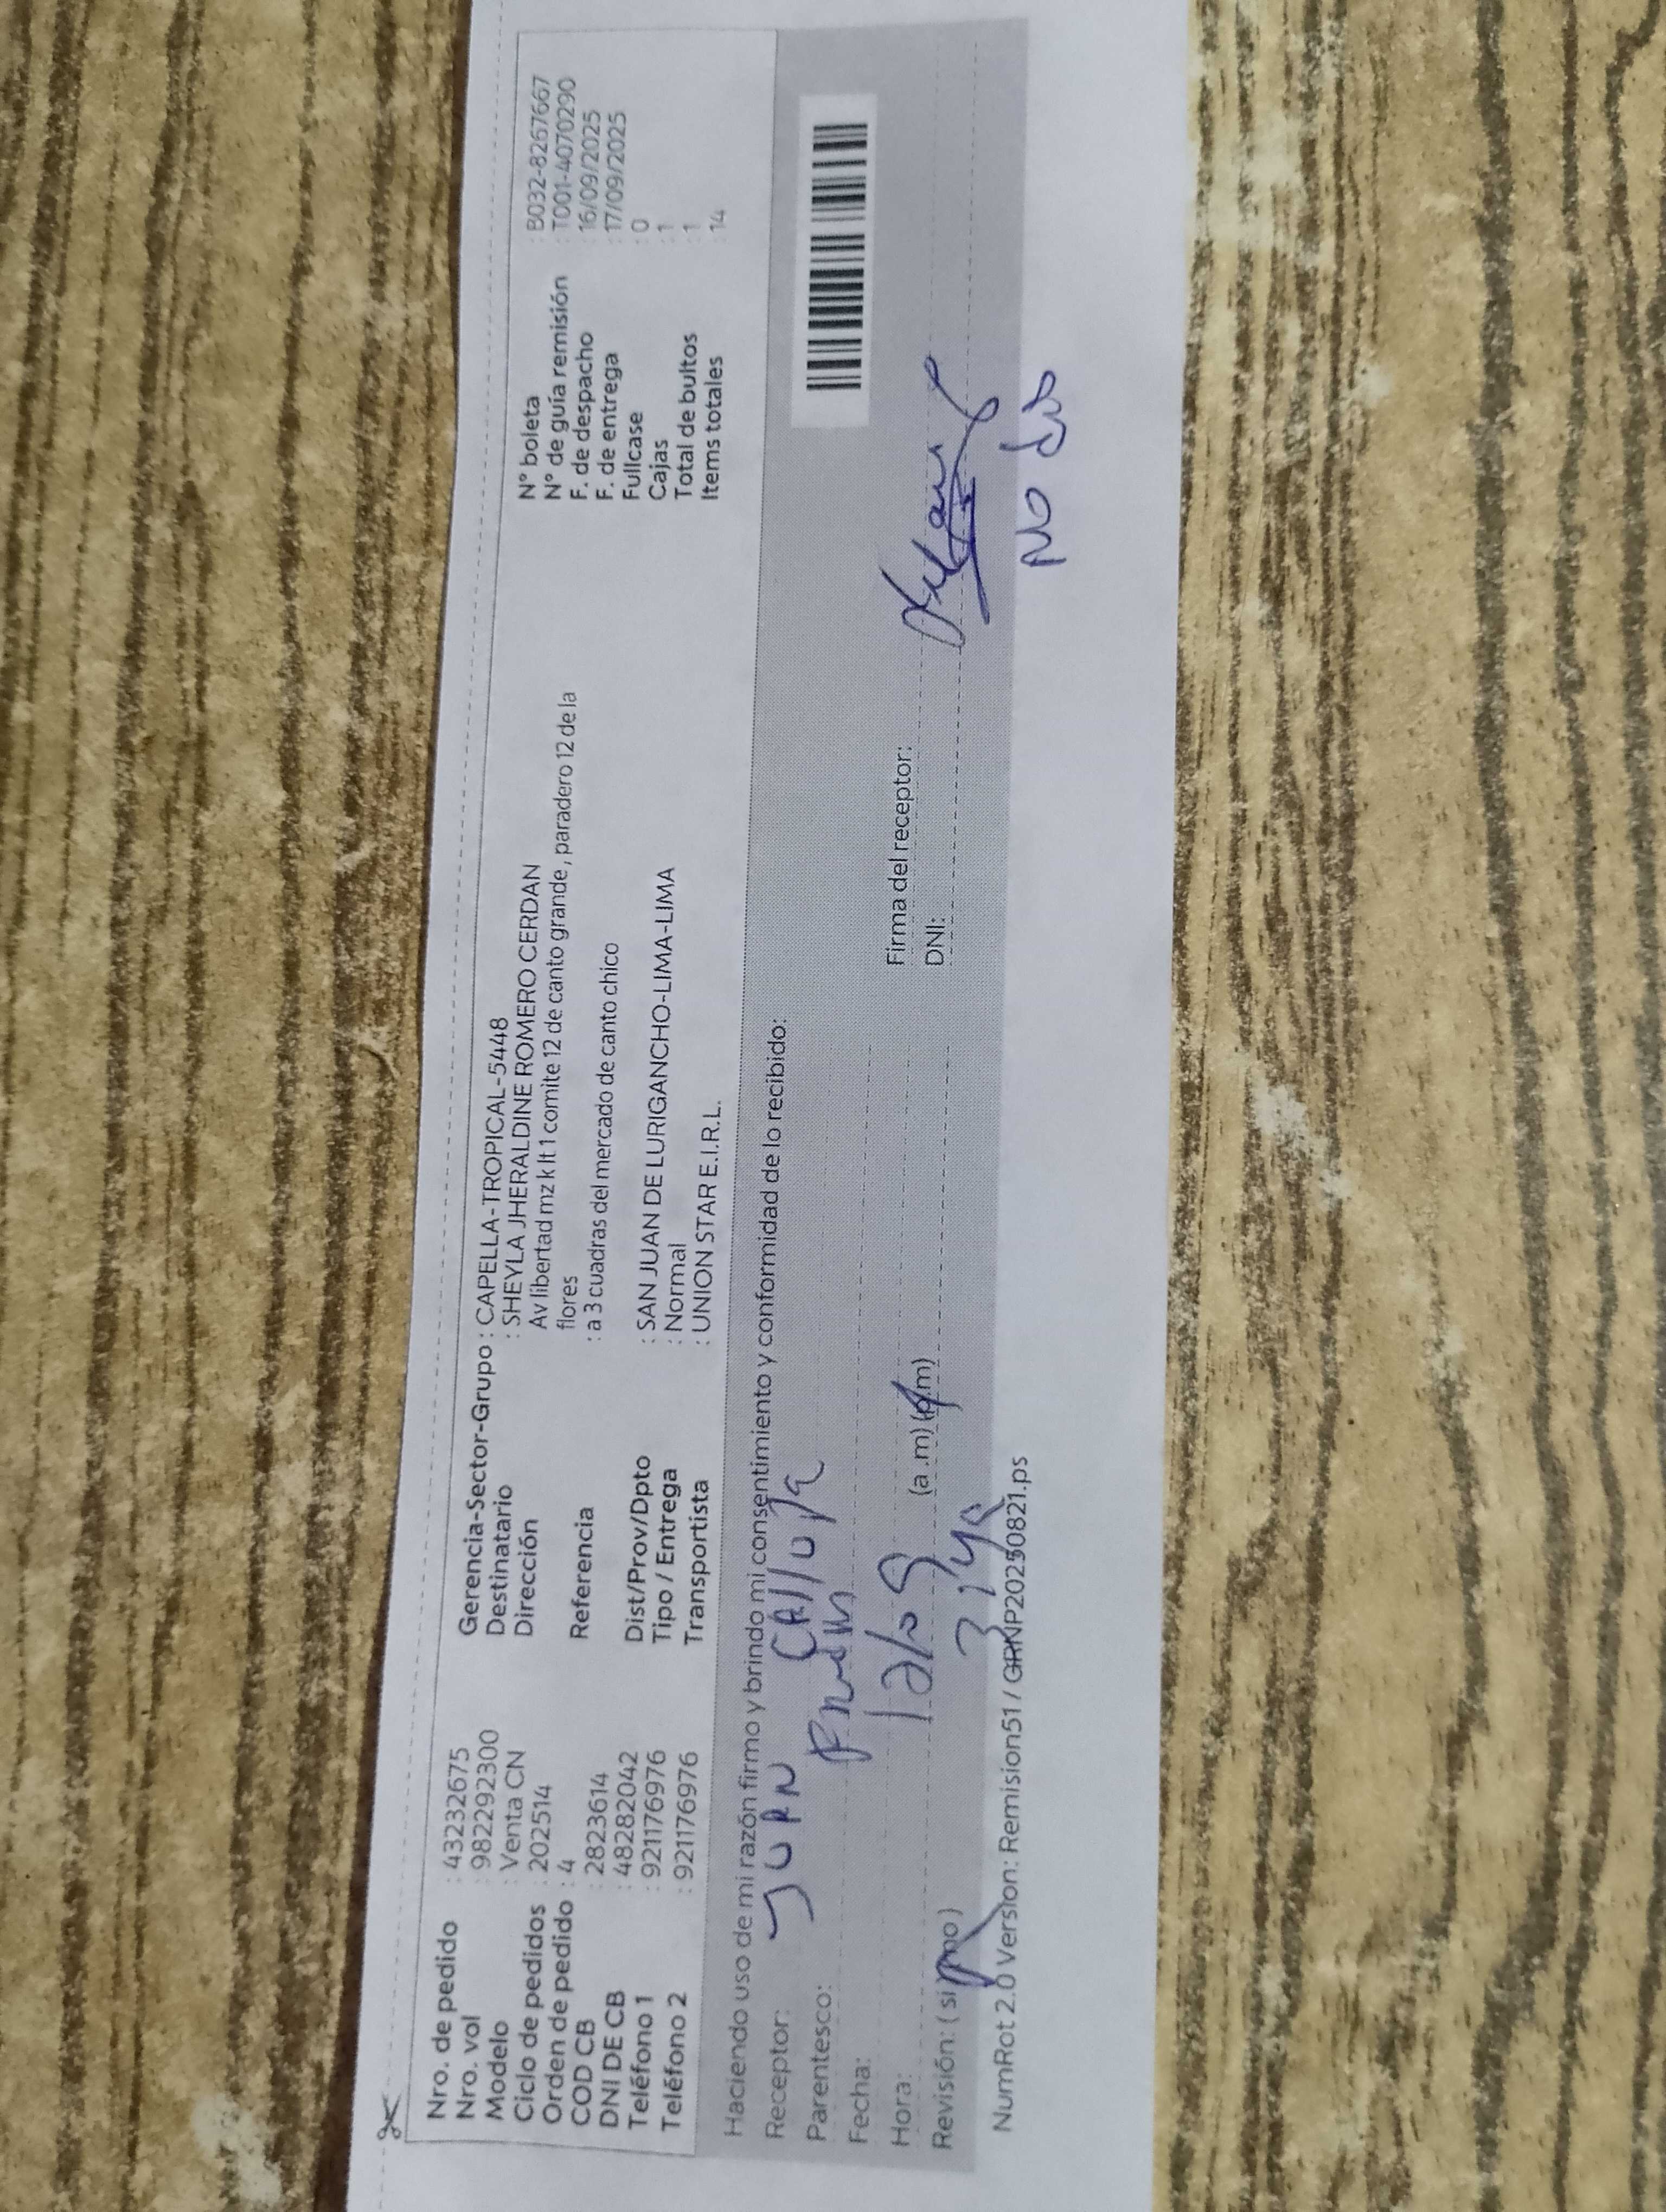 Nro. de pedido : 43232675
Nro. vol : 982292300
Modelo : Venta CN
Ciclo de pedidos : 202514
Orden de pedido : 4
COD CB : 2823614
DNI DE CB : 48282042
Teléfono 1 : 921176976
Teléfono 2 : 921176976
Gerencia-Sector-Grupo : CAPELLA-TROPICAL-5448
Destinatario : SHEYLA JHERALDINE ROMERO CERDAN
Dirección Av libertad mz k lt 1 comite 12 de canto grande , paradero 12 de la
flores
Referencia : a 3 cuadras del mercado de canto chico
Dist/Prov/Dpto : SAN JUAN DE LURIGANCHO-LIMA-LIMA
Tipo / Entrega : Normal
Transportista : UNION STAR E.I.R.L.
N° boleta : B032-8267667
N° de guía remisión : T001-4070290
F. de despacho : 16/09/2025
F. de entrega : 17/09/2025
Fullcase : 0
Cajas : 1
Total de bultos : 1
Items totales : 14
Haciendo uso de mi razón firmo y brindo mi consentimiento y conformidad de lo recibido:
Receptor: JUAN
Parentesco:
Fecha:
Hora: (a .m) (p.m)
Revisión: ( si / no )
Firma del receptor:
DNI:
NO
NumRot 2.0 Version: Remision51 / GRNP20250821.ps